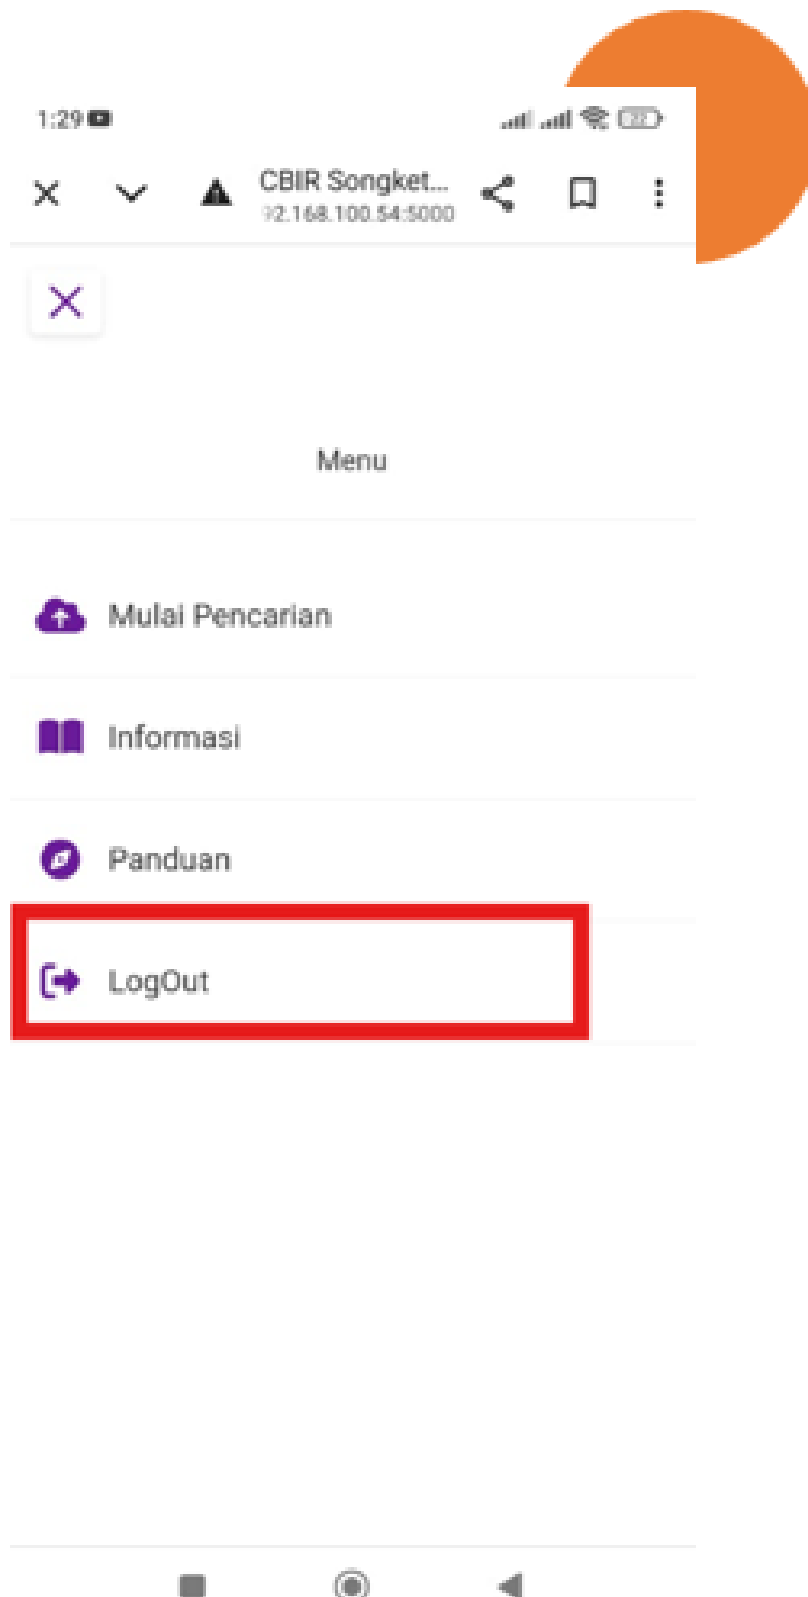 1:29
CBIR Songket...
92.168.100.54:5000
Menu
Mulai Pencarian
Informasi
Panduan
LogOut